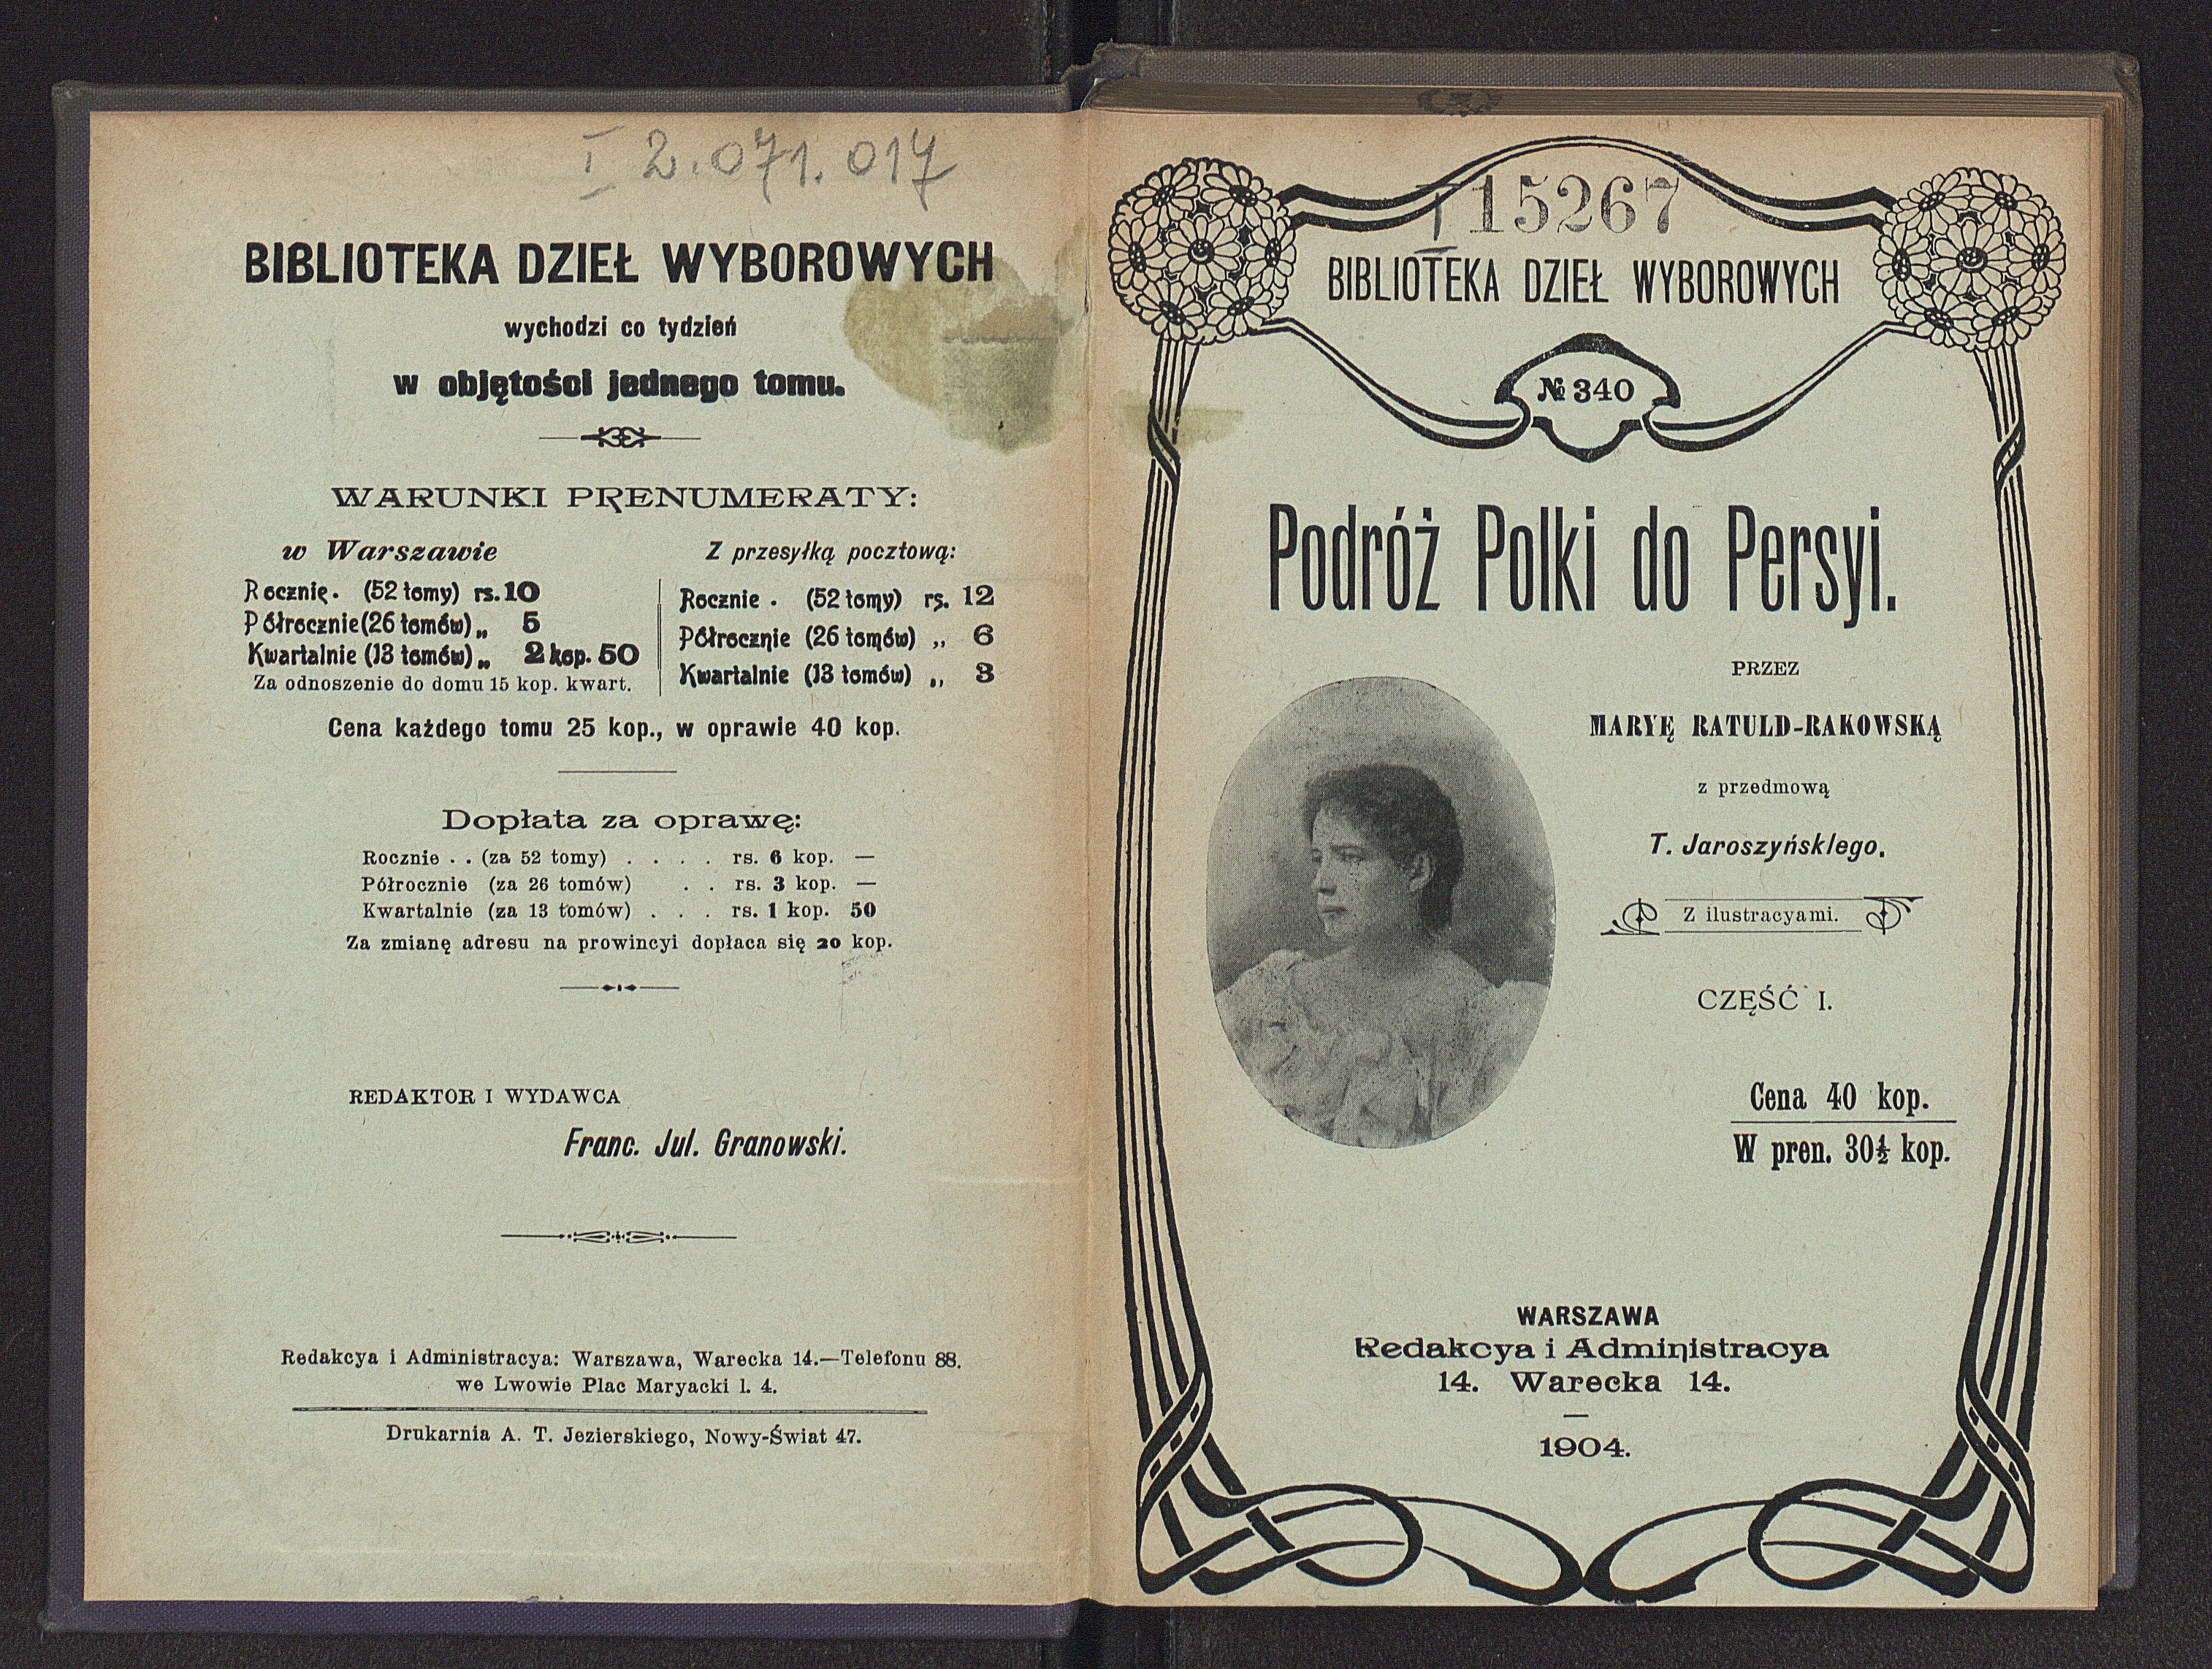 I 2.071.017
BIBLIOTEKA DZIEŁ WYBOROWYCH
wychodzi co tydzień
w objętości jednego tomu.
WARUNKI PRENUMERATY:
w Warszawie
Rocznie. (52 tomy) rs. 10
Półrocznie (26 tomów) „ 5
Kwartalnie (13 tomów) „ 2 kop. 50
Za odnoszenie do domu 15 kop. kwart.
Z przesyłką pocztową:
Rocznie . (52 tomy) rs. 12
Półrocznie (26 tomów) „ 6
Kwartalnie (13 tomów) „ 3
Cena każdego tomu 25 kop., w oprawie 40 kop.
Dopłata za oprawę:
Rocznie . . (za 52 tomy) . . . . rs. 6 kop. —
Półrocznie (za 26 tomów) . . rs. 3 kop. —
Kwartalnie (za 13 tomów) . . . rs. 1 kop. 50
Za zmianę adresu na prowincyi dopłaca się 20 kop.
REDAKTOR I WYDAWCA
Franc. Jul. Granowski.
Redakcya i Administracya: Warszawa, Warecka 14.—Telefonu 88.
we Lwowie Plac Maryacki l. 4.
Drukarnia A. T. Jezierskiego, Nowy-Świat 47.
I 15267
BIBLIOTEKA DZIEŁ WYBOROWYCH
№ 340
Podróż Polki do Persyi.
PRZEZ
MARYĘ RATULD-RAKOWSKĄ
z przedmową
T. Jaroszyńsklego.
Z ilustracyami.
CZĘŚĆ I.
Cena 40 kop.
W pren. 30½ kop.
WARSZAWA
Redakcya i Administracya
14. Warecka 14.
1904.